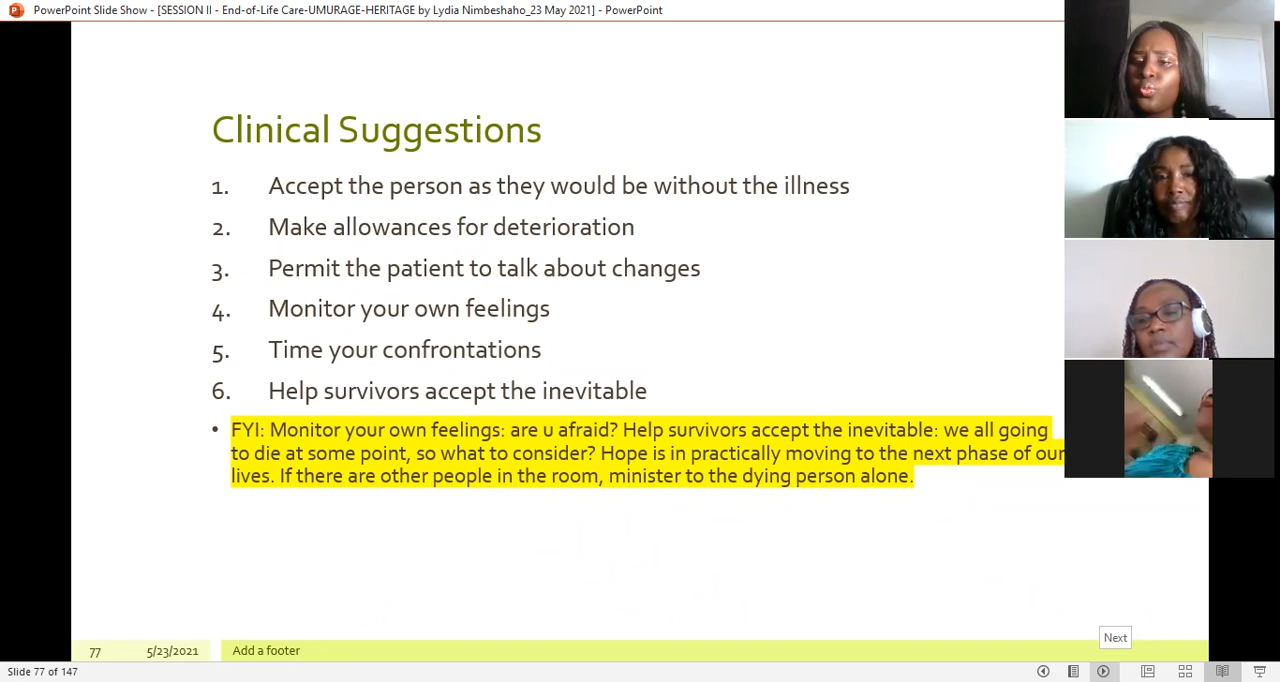 PowerPoint Slide Show - [SESSION II - End-of-Life Care-UMURAGE-HERITAGE by Lydia Nimbeshaho_23 May 2021] - PowerPoint
Clinical Suggestions
1. Accept the person as they would be without the illness
2. Make allowances for deterioration
3. Permit the patient to talk about changes
4. Monitor your own feelings
5. Time your confrontations
6. Help survivors accept the inevitable
• FYI: Monitor your own feelings: are u afraid? Help survivors accept the inevitable: we all going
to die at some point, so what to consider? Hope is in practically moving to the next phase of our
lives. If there are other people in the room, minister to the dying person alone.
Next
77 5/23/2021 Add a footer
Slide 77 of 147